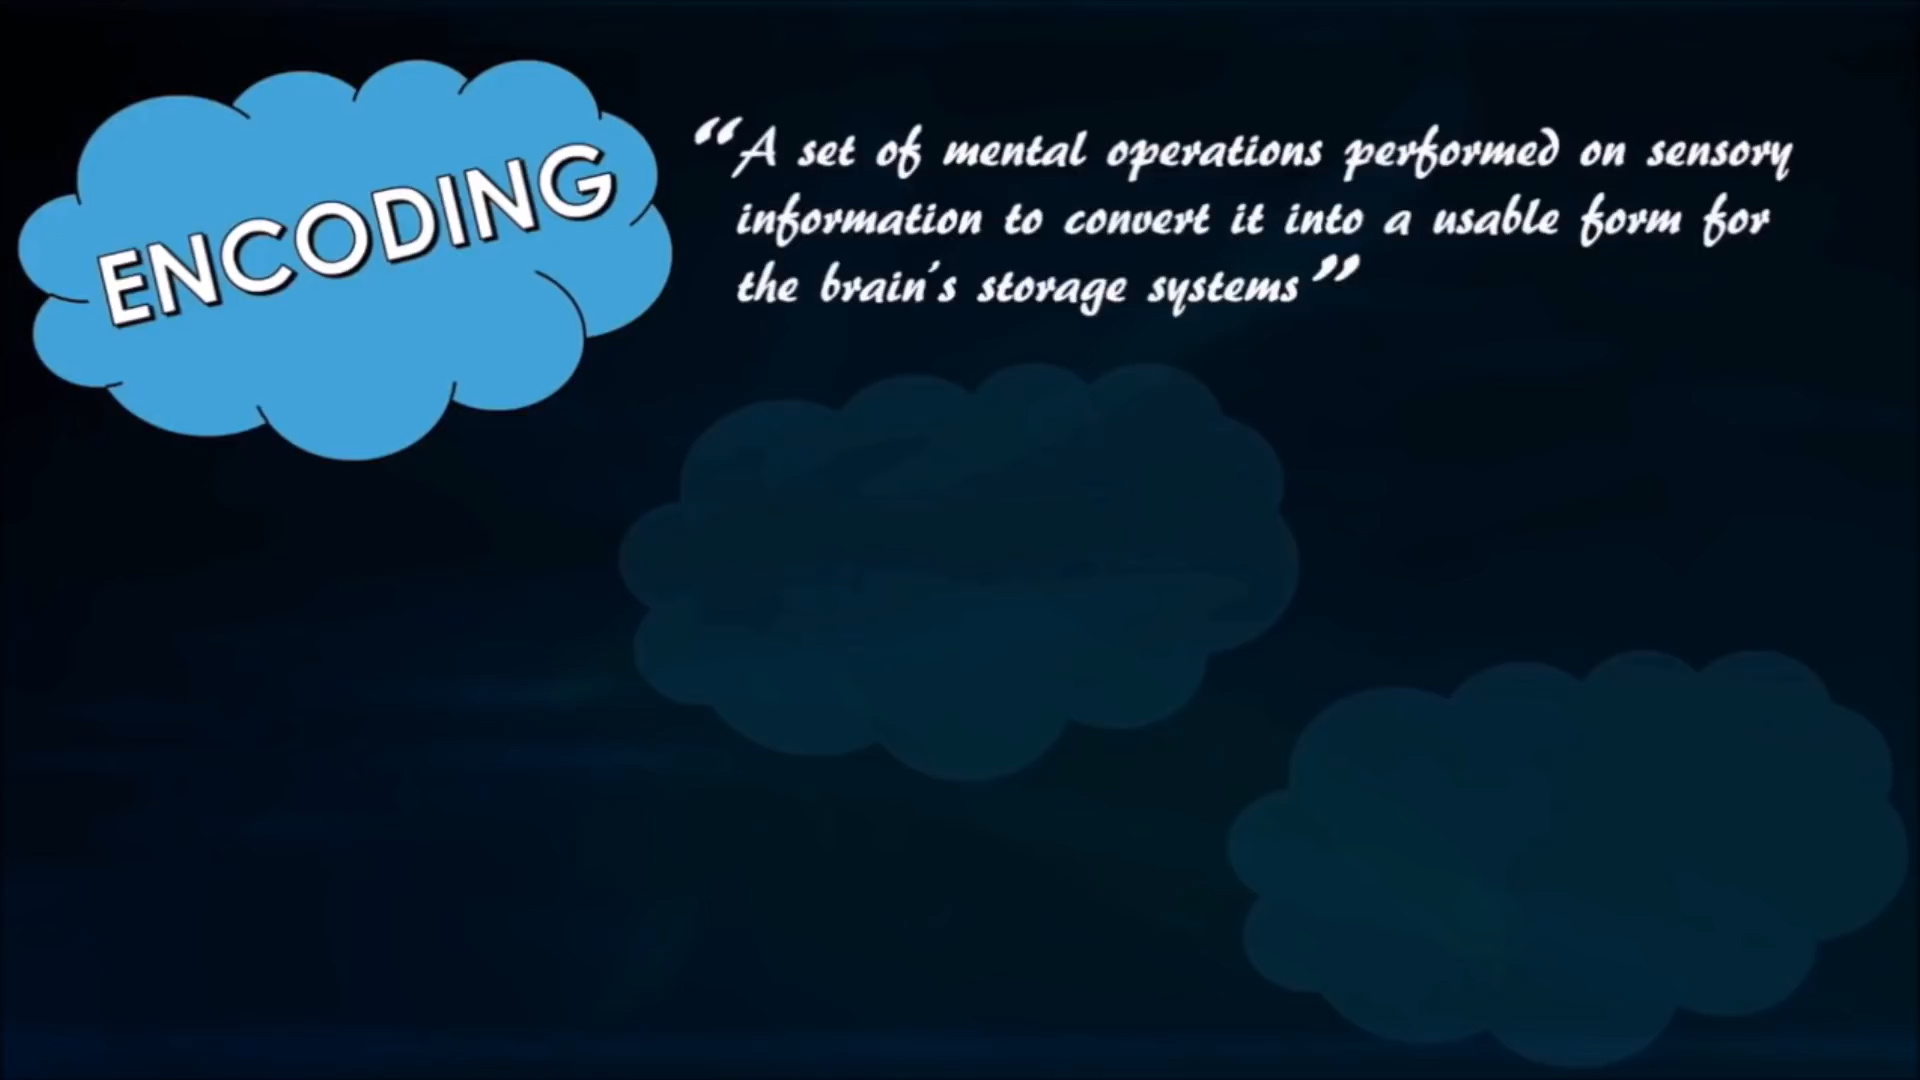 ENCODING
“A set of mental operations performed on sensory
information to convert it into a usable form for
the brain's storage systems”